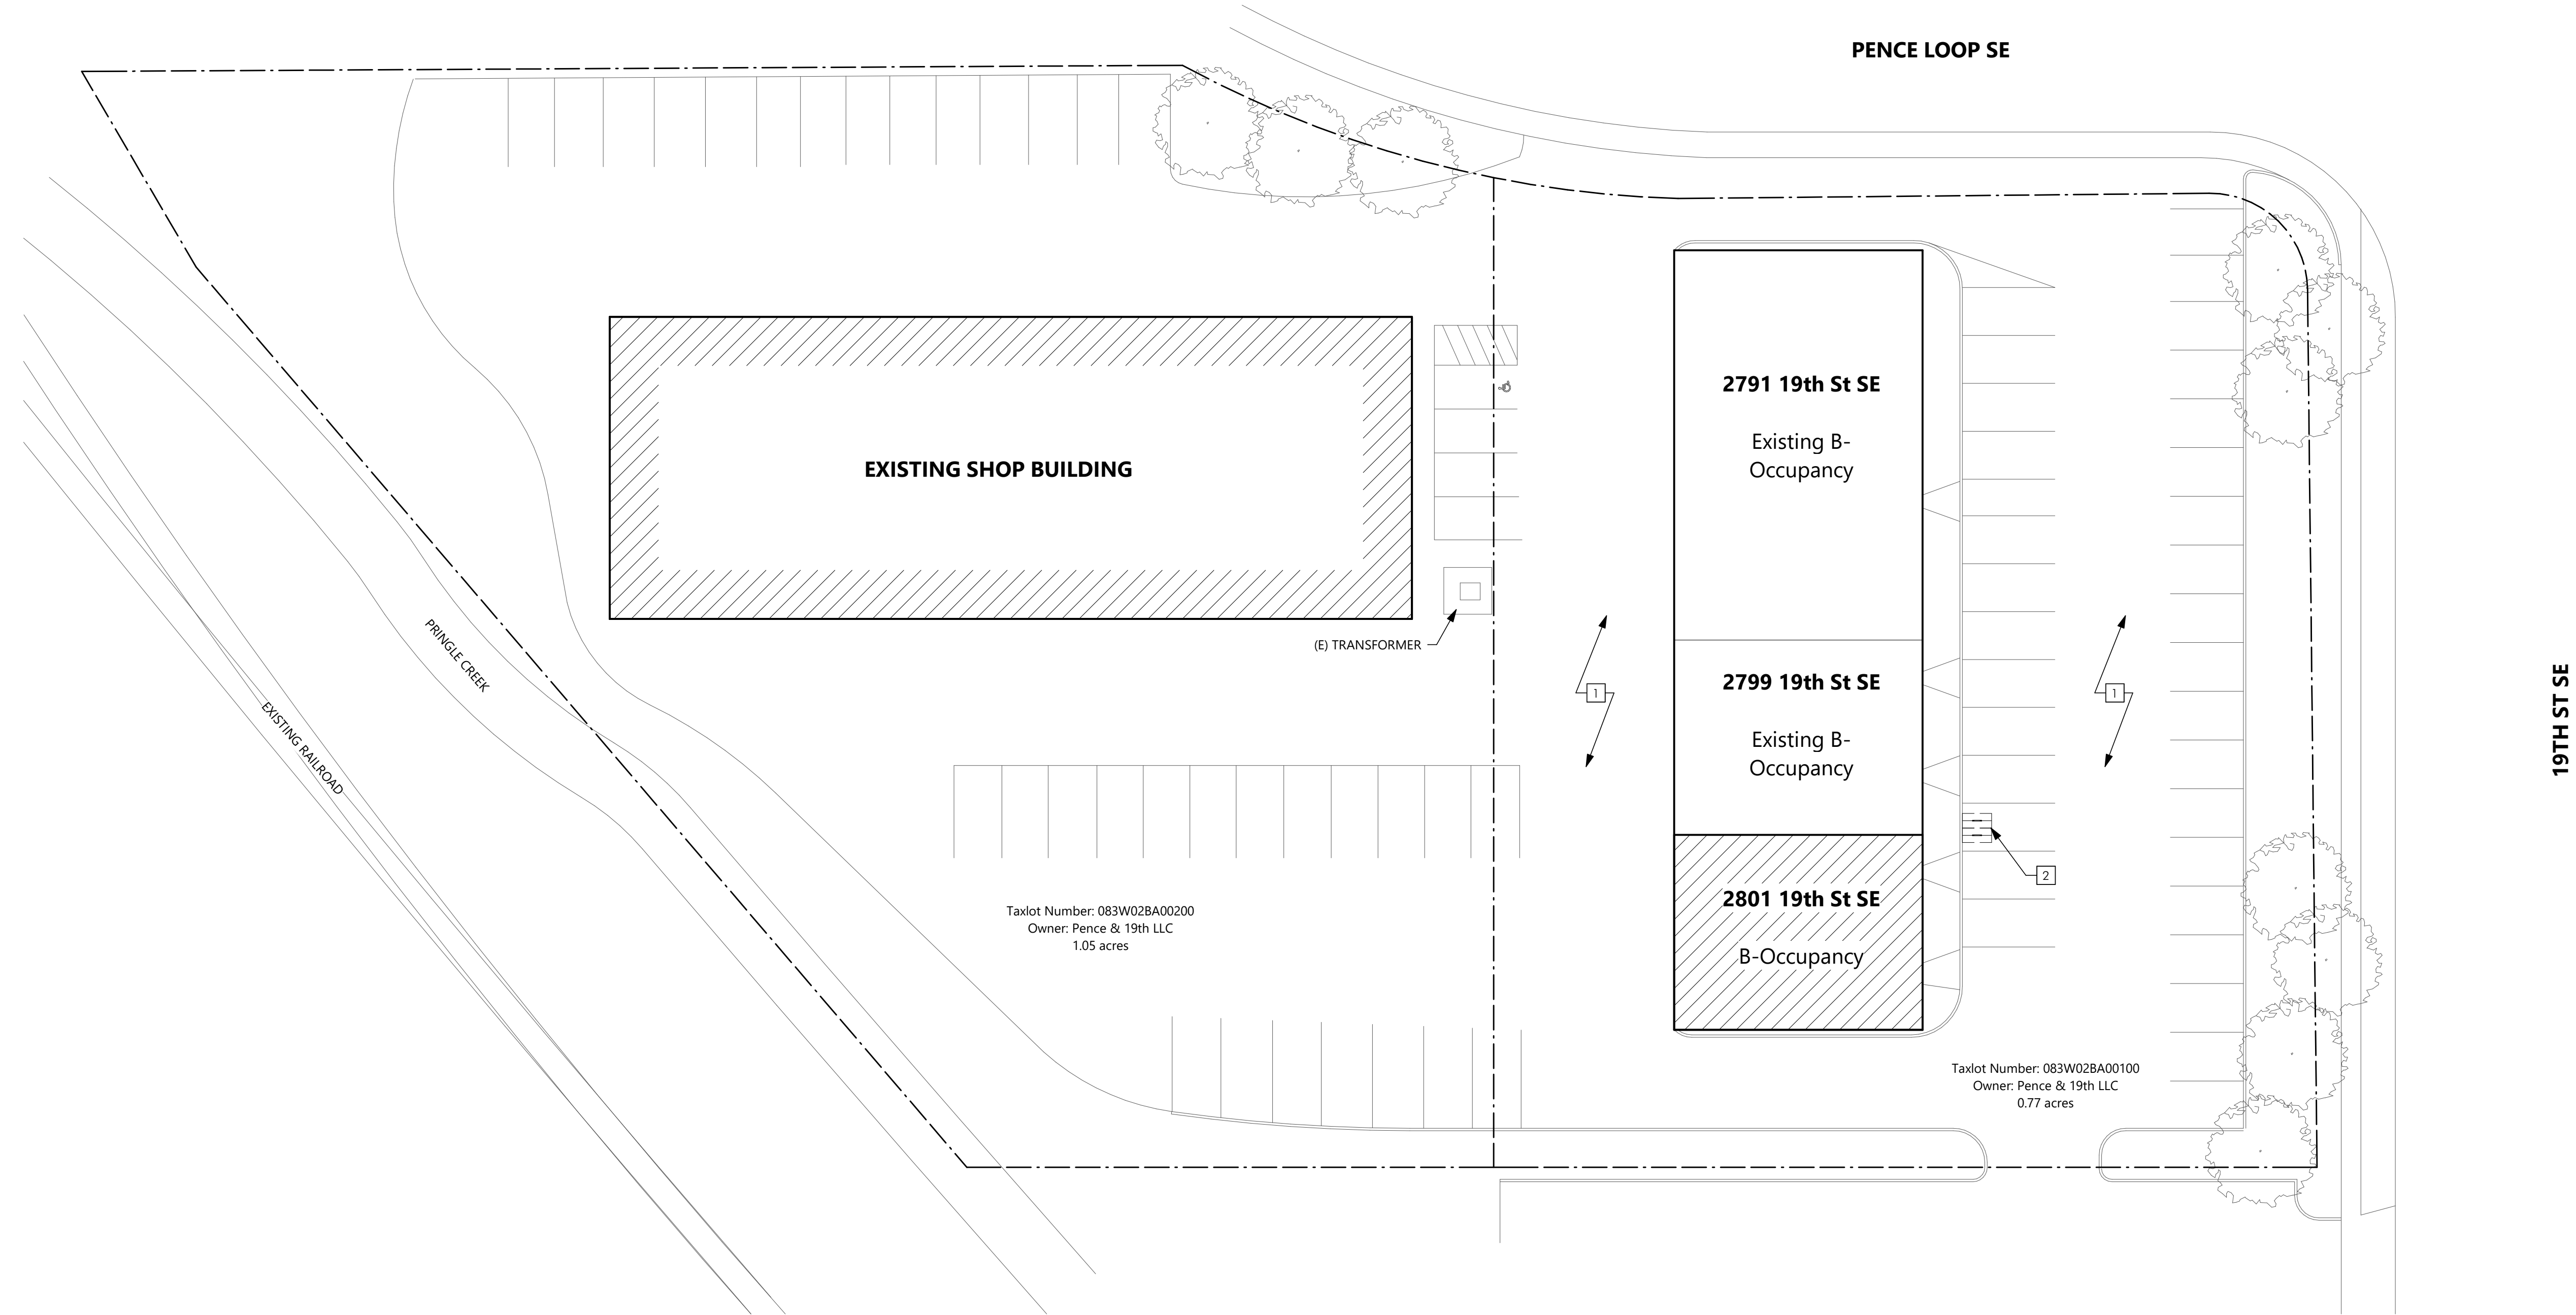 PENCE LOOP SE
2791 19th St SE
Existing B-
Occupancy
EXISTING SHOP BUILDING
(E) TRANSFORMER
PRINGLE CREEK
EXISTING RAILROAD
1
2799 19th St SE
Existing B-
Occupancy
1
19TH ST SE
2
2801 19th St SE
B-Occupancy
Taxlot Number: 083W02BA00200
Owner: Pence & 19th LLC
1.05 acres
Taxlot Number: 083W02BA00100
Owner: Pence & 19th LLC
0.77 acres